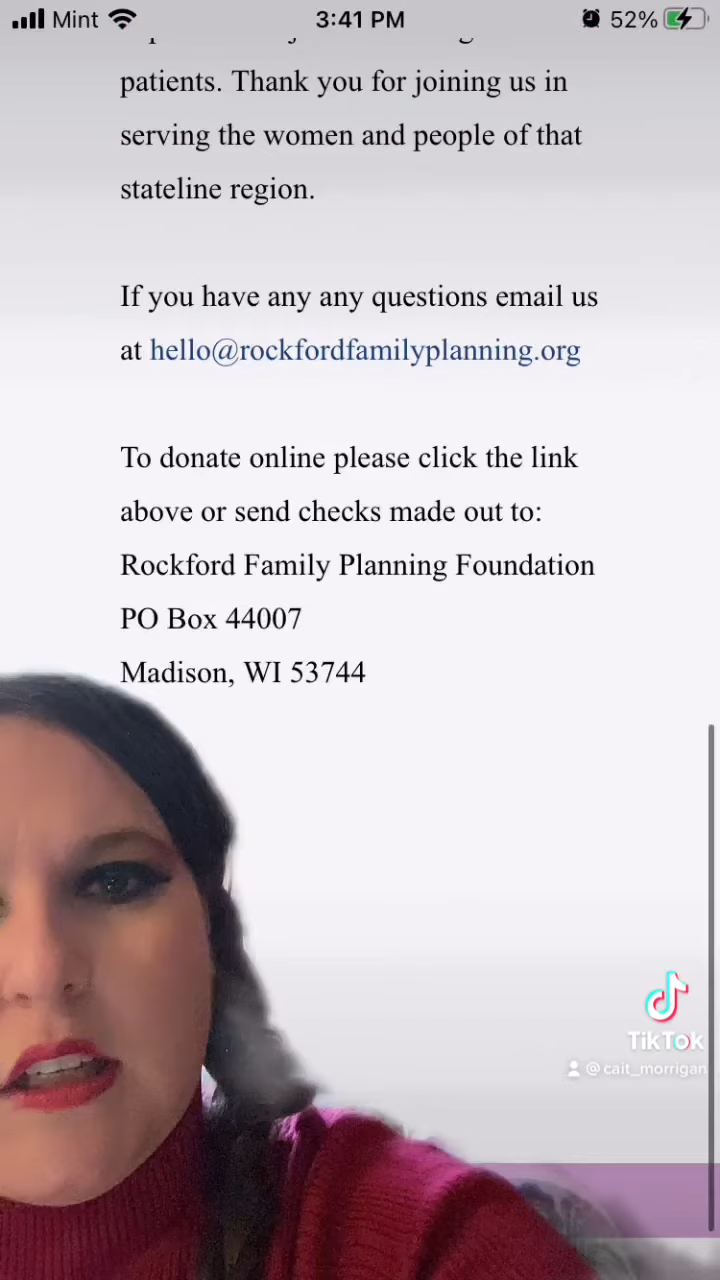 Mint 3:41 PM 52%
patients. Thank you for joining us in
serving the women and people of that
stateline region.
If you have any any questions email us
at hello@rockfordfamilyplanning.org
To donate online please click the link
above or send checks made out to:
Rockford Family Planning Foundation
PO Box 44007
Madison, WI 53744
TikTok
@cait_morrigan